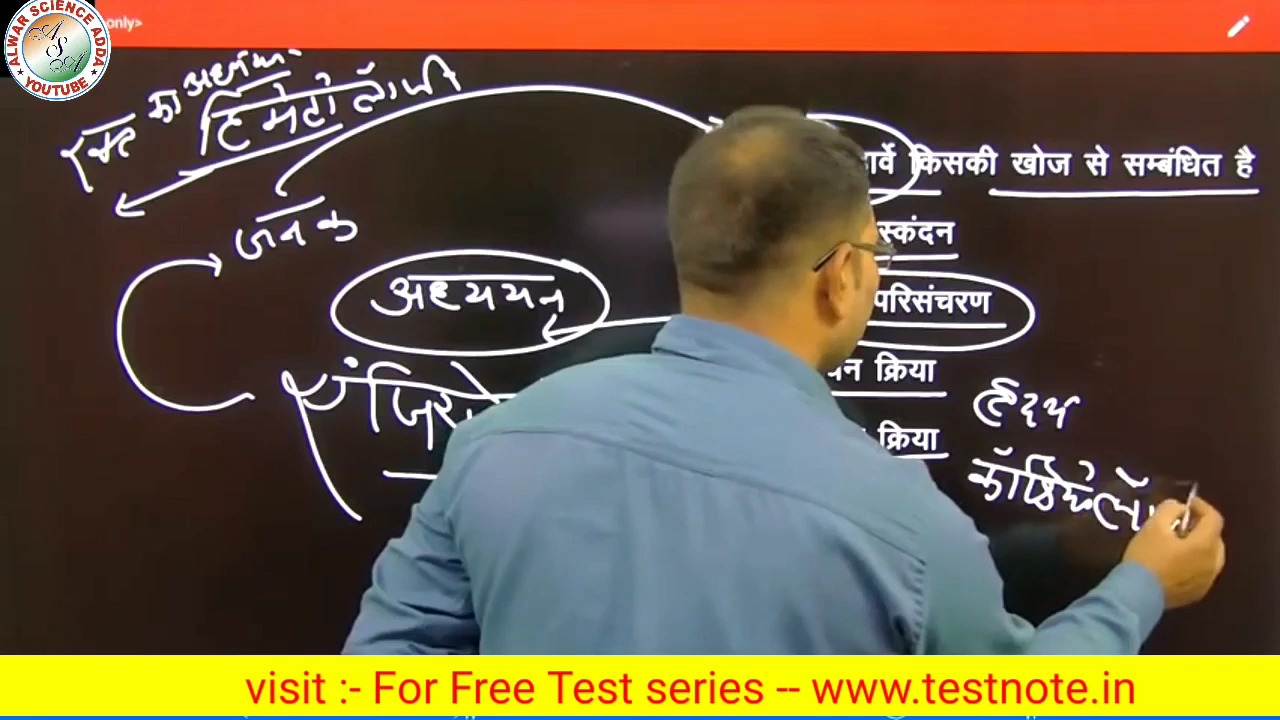 only>
ALWAR SCIENCE ADDA
ASA
YOUTUBE
रक्त का अध्ययन
हिमेटोलॉजी
र्वे किसकी खोज से सम्बंधित है
जनक
स्कंदन
अध्ययन
परिसंचरण
क्रिया
हृदय
क्रिया
visit :- For Free Test series -- www.testnote.in